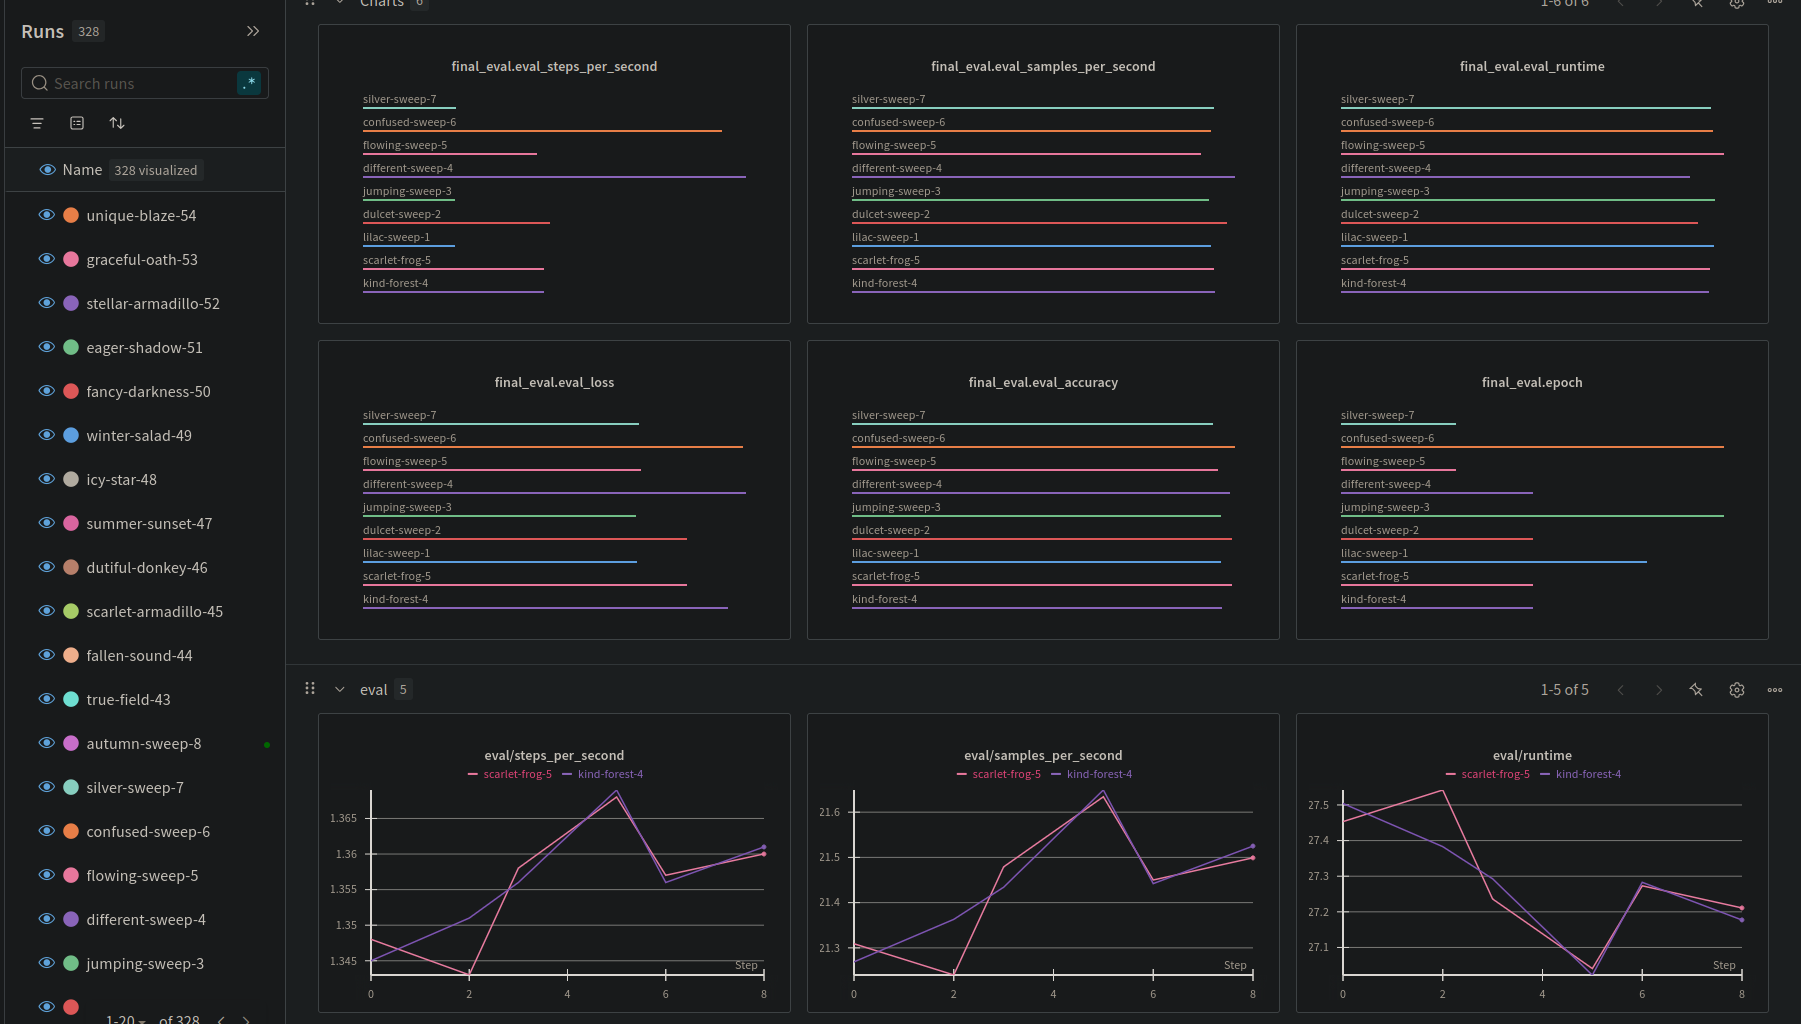 Runs 328
Search runs .*
Name 328 visualized
unique-blaze-54
graceful-oath-53
stellar-armadillo-52
eager-shadow-51
fancy-darkness-50
winter-salad-49
icy-star-48
summer-sunset-47
dutiful-donkey-46
scarlet-armadillo-45
fallen-sound-44
true-field-43
autumn-sweep-8
silver-sweep-7
confused-sweep-6
flowing-sweep-5
different-sweep-4
jumping-sweep-3
1-20 of 328
Charts 6
1-6 of 6
final_eval.eval_steps_per_second
silver-sweep-7
confused-sweep-6
flowing-sweep-5
different-sweep-4
jumping-sweep-3
dulcet-sweep-2
lilac-sweep-1
scarlet-frog-5
kind-forest-4
final_eval.eval_samples_per_second
silver-sweep-7
confused-sweep-6
flowing-sweep-5
different-sweep-4
jumping-sweep-3
dulcet-sweep-2
lilac-sweep-1
scarlet-frog-5
kind-forest-4
final_eval.eval_runtime
silver-sweep-7
confused-sweep-6
flowing-sweep-5
different-sweep-4
jumping-sweep-3
dulcet-sweep-2
lilac-sweep-1
scarlet-frog-5
kind-forest-4
final_eval.eval_loss
silver-sweep-7
confused-sweep-6
flowing-sweep-5
different-sweep-4
jumping-sweep-3
dulcet-sweep-2
lilac-sweep-1
scarlet-frog-5
kind-forest-4
final_eval.eval_accuracy
silver-sweep-7
confused-sweep-6
flowing-sweep-5
different-sweep-4
jumping-sweep-3
dulcet-sweep-2
lilac-sweep-1
scarlet-frog-5
kind-forest-4
final_eval.epoch
silver-sweep-7
confused-sweep-6
flowing-sweep-5
different-sweep-4
jumping-sweep-3
dulcet-sweep-2
lilac-sweep-1
scarlet-frog-5
kind-forest-4
eval 5
1-5 of 5
eval/steps_per_second
scarlet-frog-5 kind-forest-4
1.365
1.36
1.355
1.35
1.345
Step
0 2 4 6 8
eval/samples_per_second
scarlet-frog-5 kind-forest-4
21.6
21.5
21.4
21.3
Step
0 2 4 6 8
eval/runtime
scarlet-frog-5 kind-forest-4
27.5
27.4
27.3
27.2
27.1
Step
0 2 4 6 8